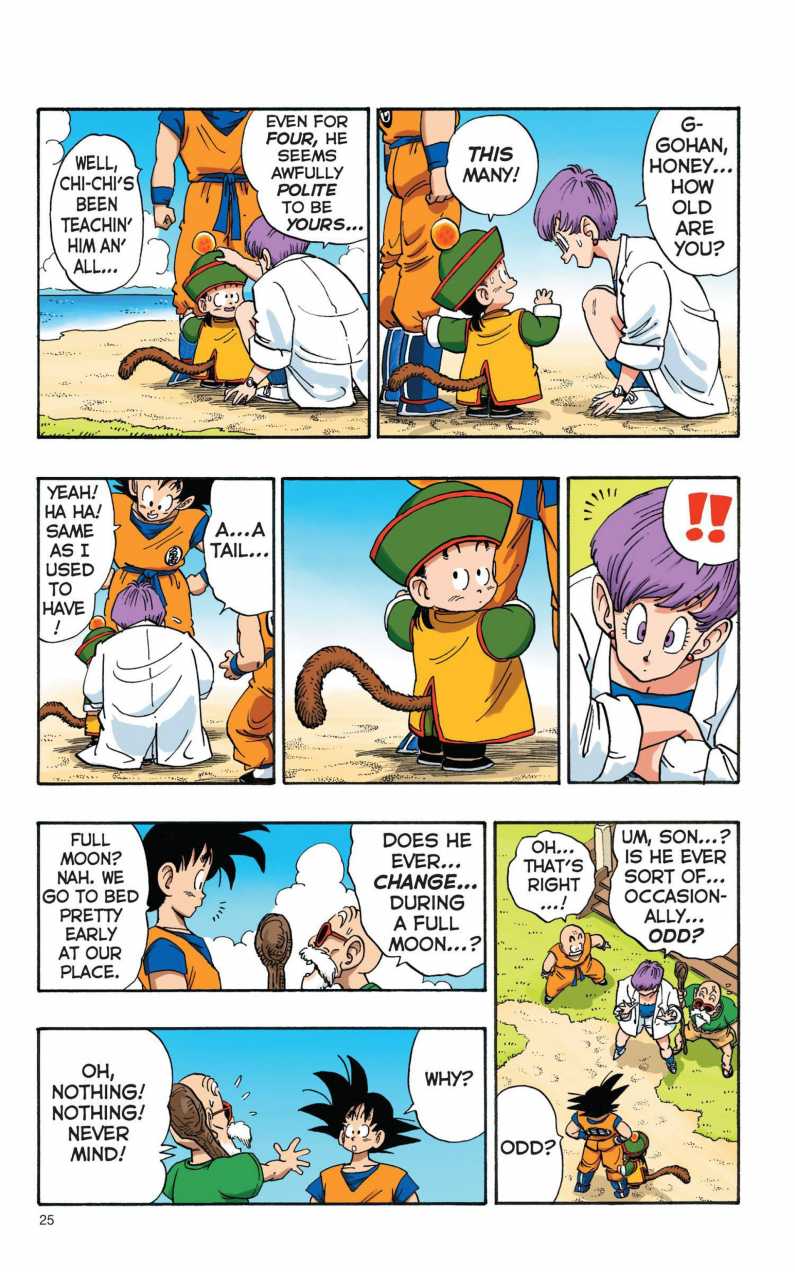 G-
GOHAN,
HONEY...
HOW
OLD
ARE
YOU?
THIS
MANY!
EVEN FOR
FOUR, HE
SEEMS
AWFULLY
POLITE
TO BE
YOURS...
WELL,
CHI-CHI'S
BEEN
TEACHIN'
HIM AN'
ALL...
!!
A...A
TAIL...
YEAH!
HA HA!
SAME
AS I
USED
TO
HAVE
!
UM, SON...?
IS HE EVER
SORT OF...
OCCASION-
ALLY...
ODD?
OH...
THAT'S
RIGHT
...!
ODD?
DOES HE
EVER...
CHANGE...
DURING
A FULL
MOON...?
FULL
MOON?
NAH. WE
GO TO BED
PRETTY
EARLY
AT OUR
PLACE.
WHY?
OH,
NOTHING!
NOTHING!
NEVER
MIND!
25